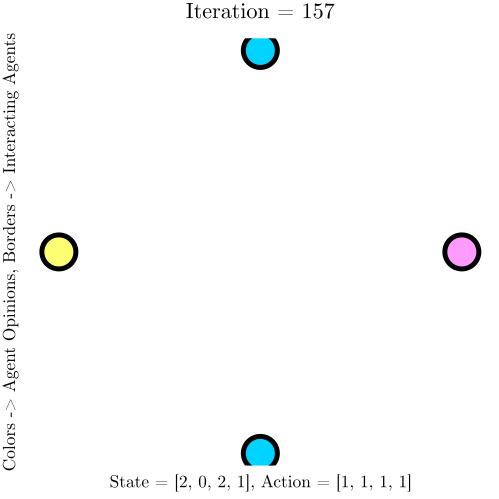 Iteration = 157
Colors -> Agent Opinions, Borders -> Interacting Agents
State = [2, 0, 2, 1], Action = [1, 1, 1, 1]